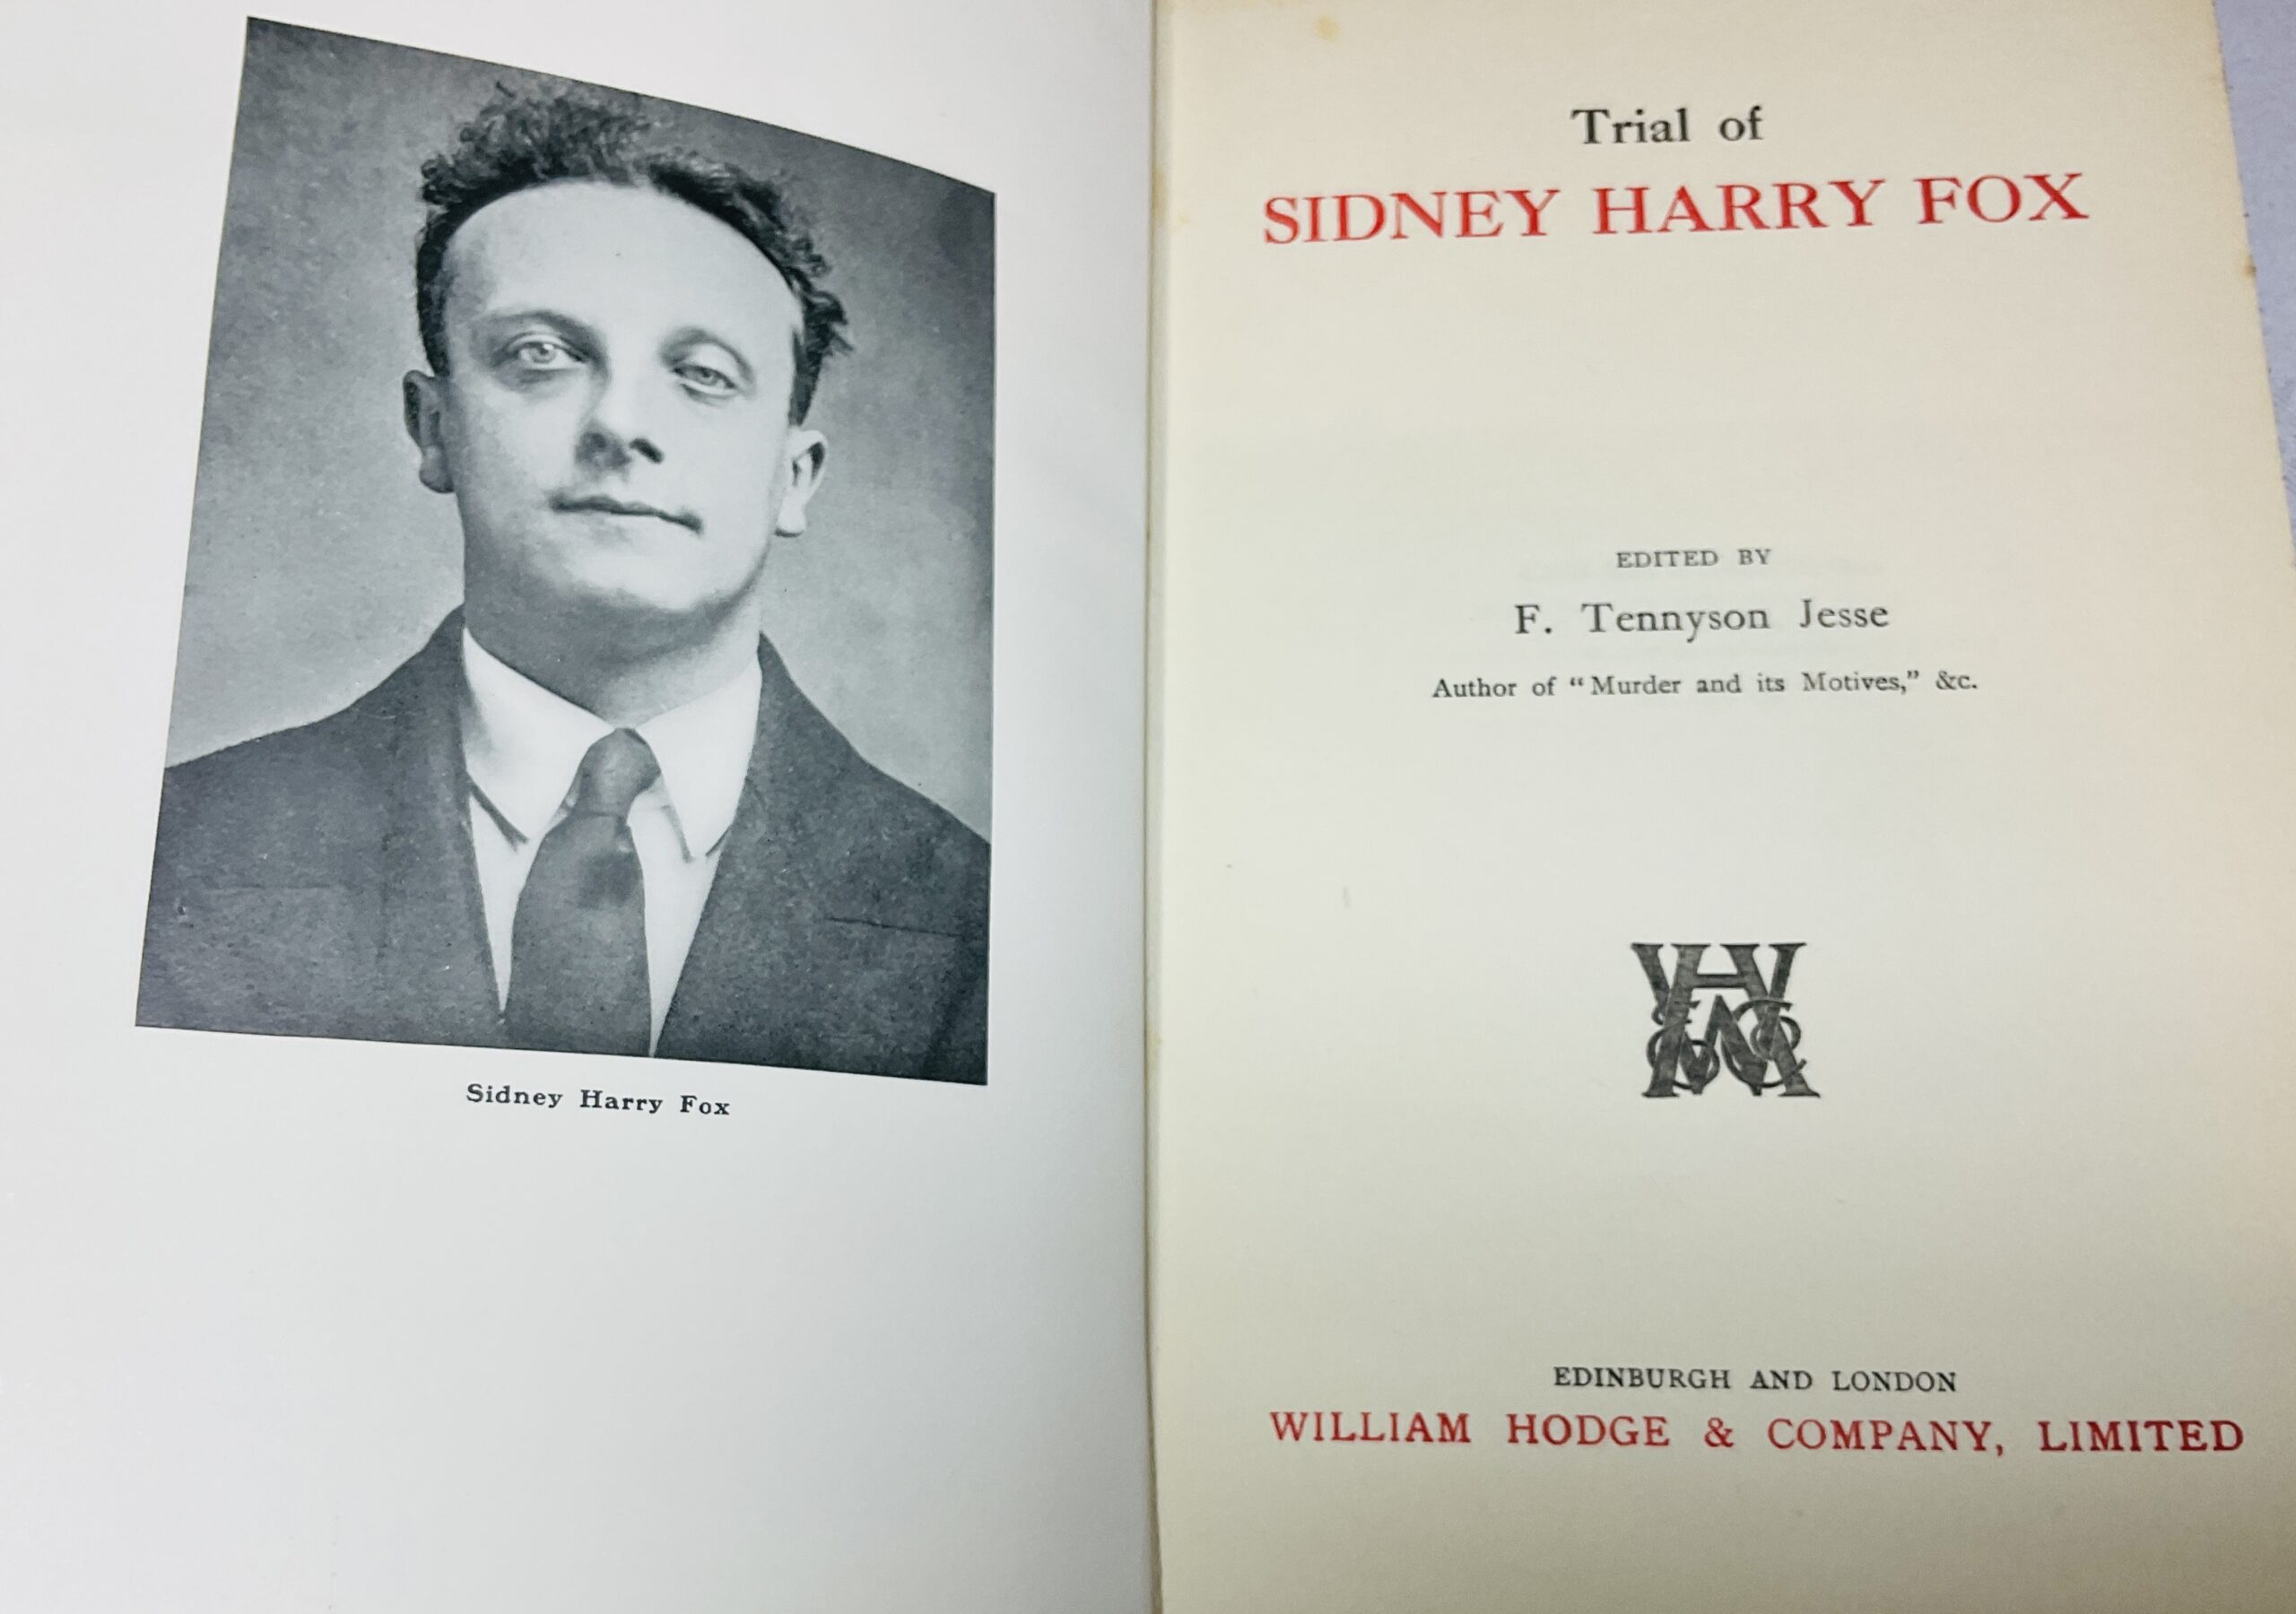 Sidney Harry Fox
Trial of
SIDNEY HARRY FOX
EDITED BY
F. Tennyson Jesse
Author of “Murder and its Motives,” &c.
EDINBURGH AND LONDON
WILLIAM HODGE & COMPANY, LIMITED